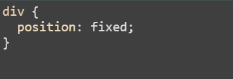 div {
  position: fixed;
}